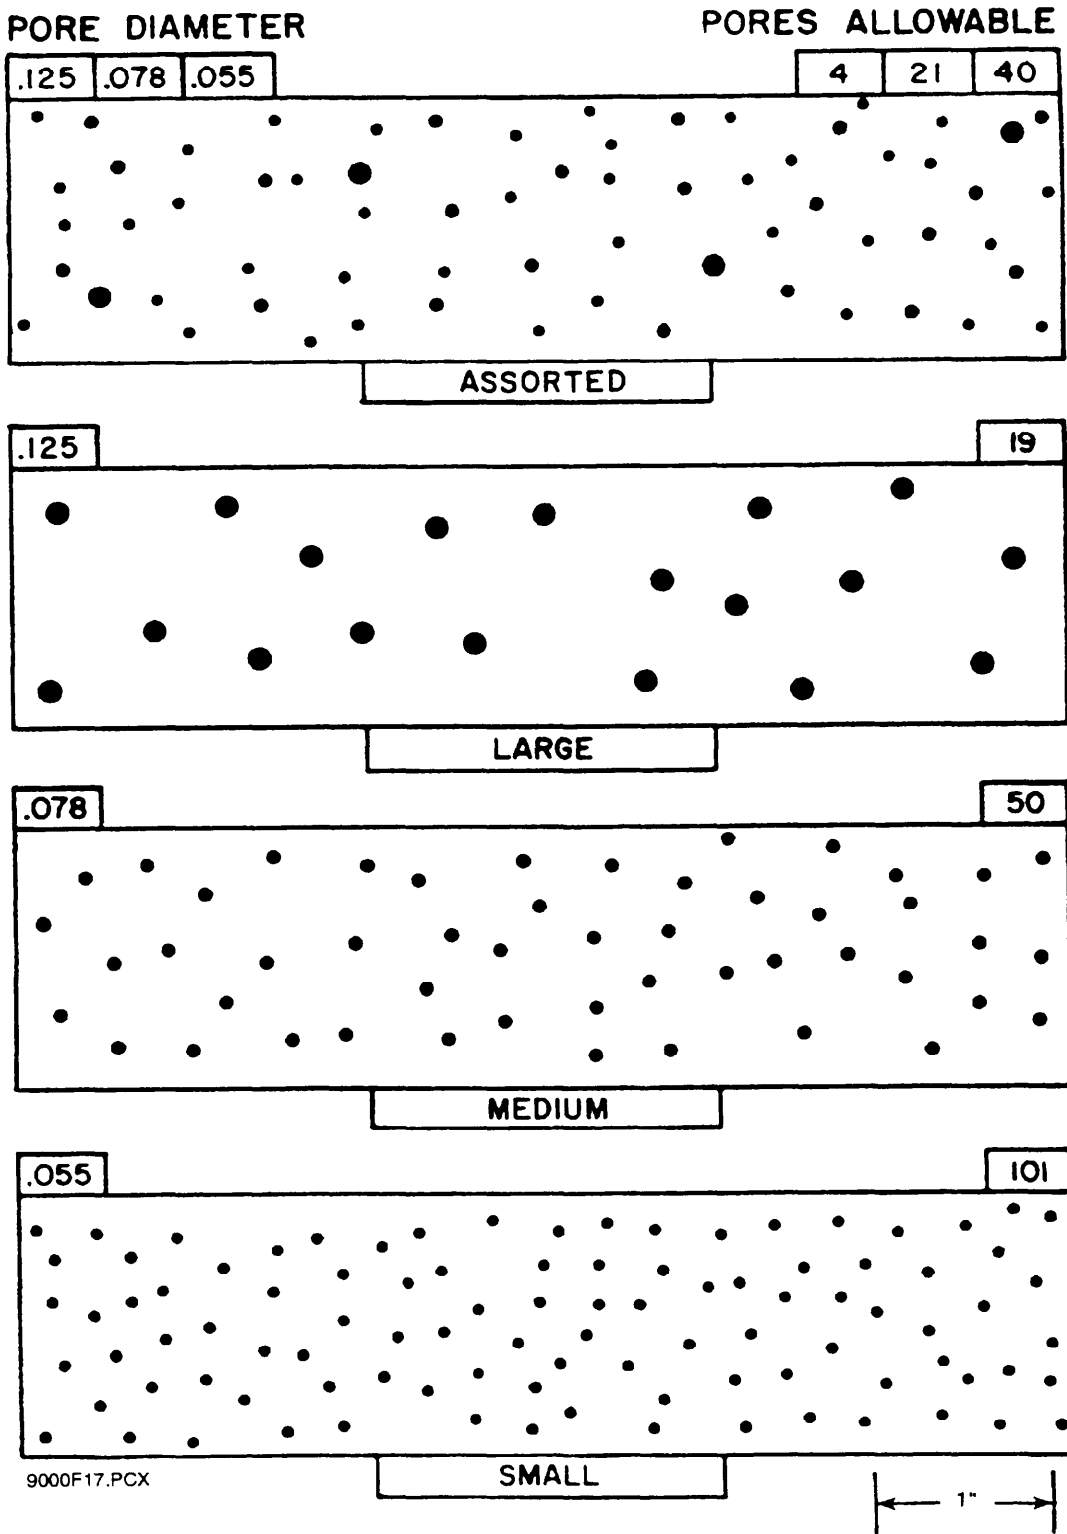 PORE DIAMETER PORES ALLOWABLE
.125 .078 .055 4 21 40
ASSORTED
.125 19
LARGE
.078 50
MEDIUM
.055 101
SMALL
9000F17.PCX
1"